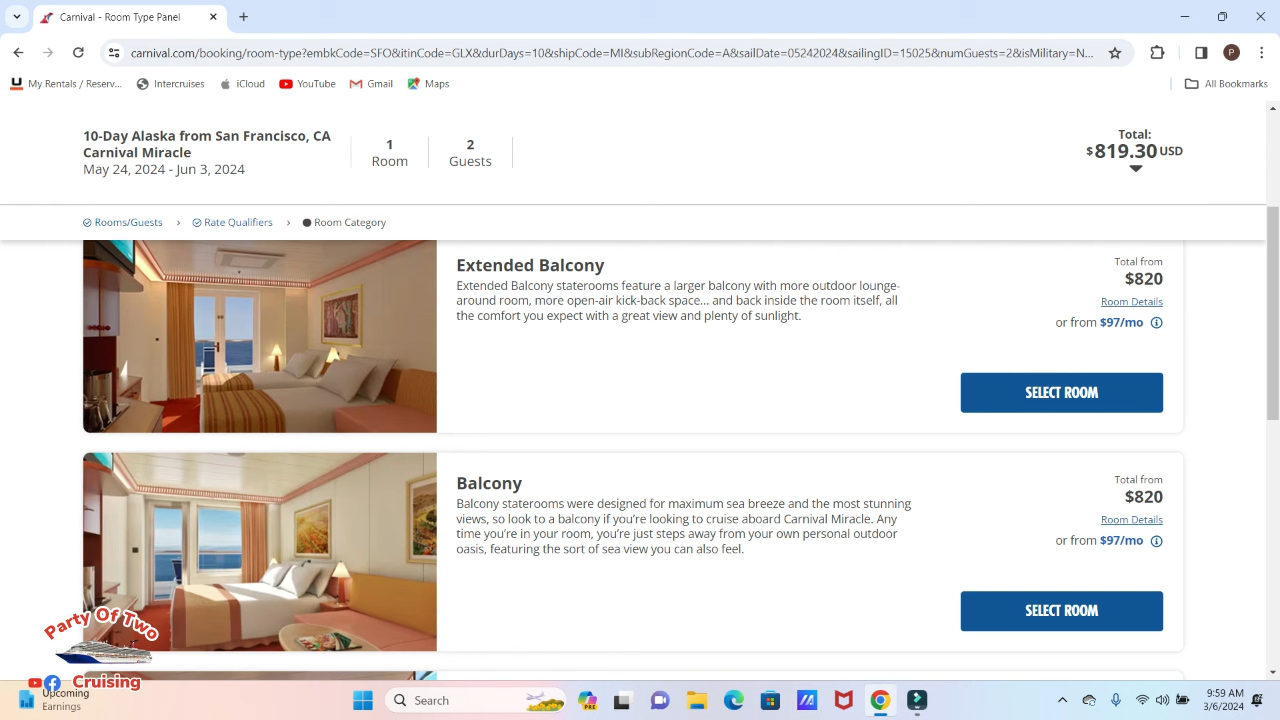 Carnival - Room Type Panel
carnival.com/booking/room-type?embkCode=SFO&itinCode=GLX&durDays=10&shipCode=MI&subRegionCode=A&sailDate=05242024&sailingID=15025&numGuests=2&isMilitary=N...
My Rentals / Reserv... Intercruises iCloud YouTube Gmail Maps All Bookmarks
P
10-Day Alaska from San Francisco, CA
Carnival Miracle
May 24, 2024 - Jun 3, 2024
1
Room
2
Guests
Total:
$819.30 USD
Rooms/Guests › Rate Qualifiers › Room Category
Extended Balcony
Extended Balcony staterooms feature a larger balcony with more outdoor lounge-
around room, more open-air kick-back space... and back inside the room itself, all
the comfort you expect with a great view and plenty of sunlight.
Total from
$820
Room Details
or from $97/mo
SELECT ROOM
Balcony
Balcony staterooms were designed for maximum sea breeze and the most stunning
views, so look to a balcony if you're looking to cruise aboard Carnival Miracle. Any
time you're in your room, you're just steps away from your own personal outdoor
oasis, featuring the sort of sea view you can also feel.
Total from
$820
Room Details
or from $97/mo
SELECT ROOM
Party Of Two
Cruising
Upcoming
Earnings
Search
9:59 AM
3/6/2024